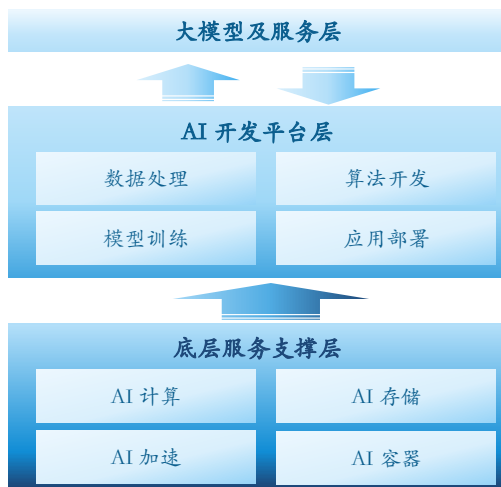 大模型及服务层
AI 开发平台层
数据处理
算法开发
模型训练
应用部署
底层服务支撑层
AI 计算
AI 存储
AI 加速
AI 容器